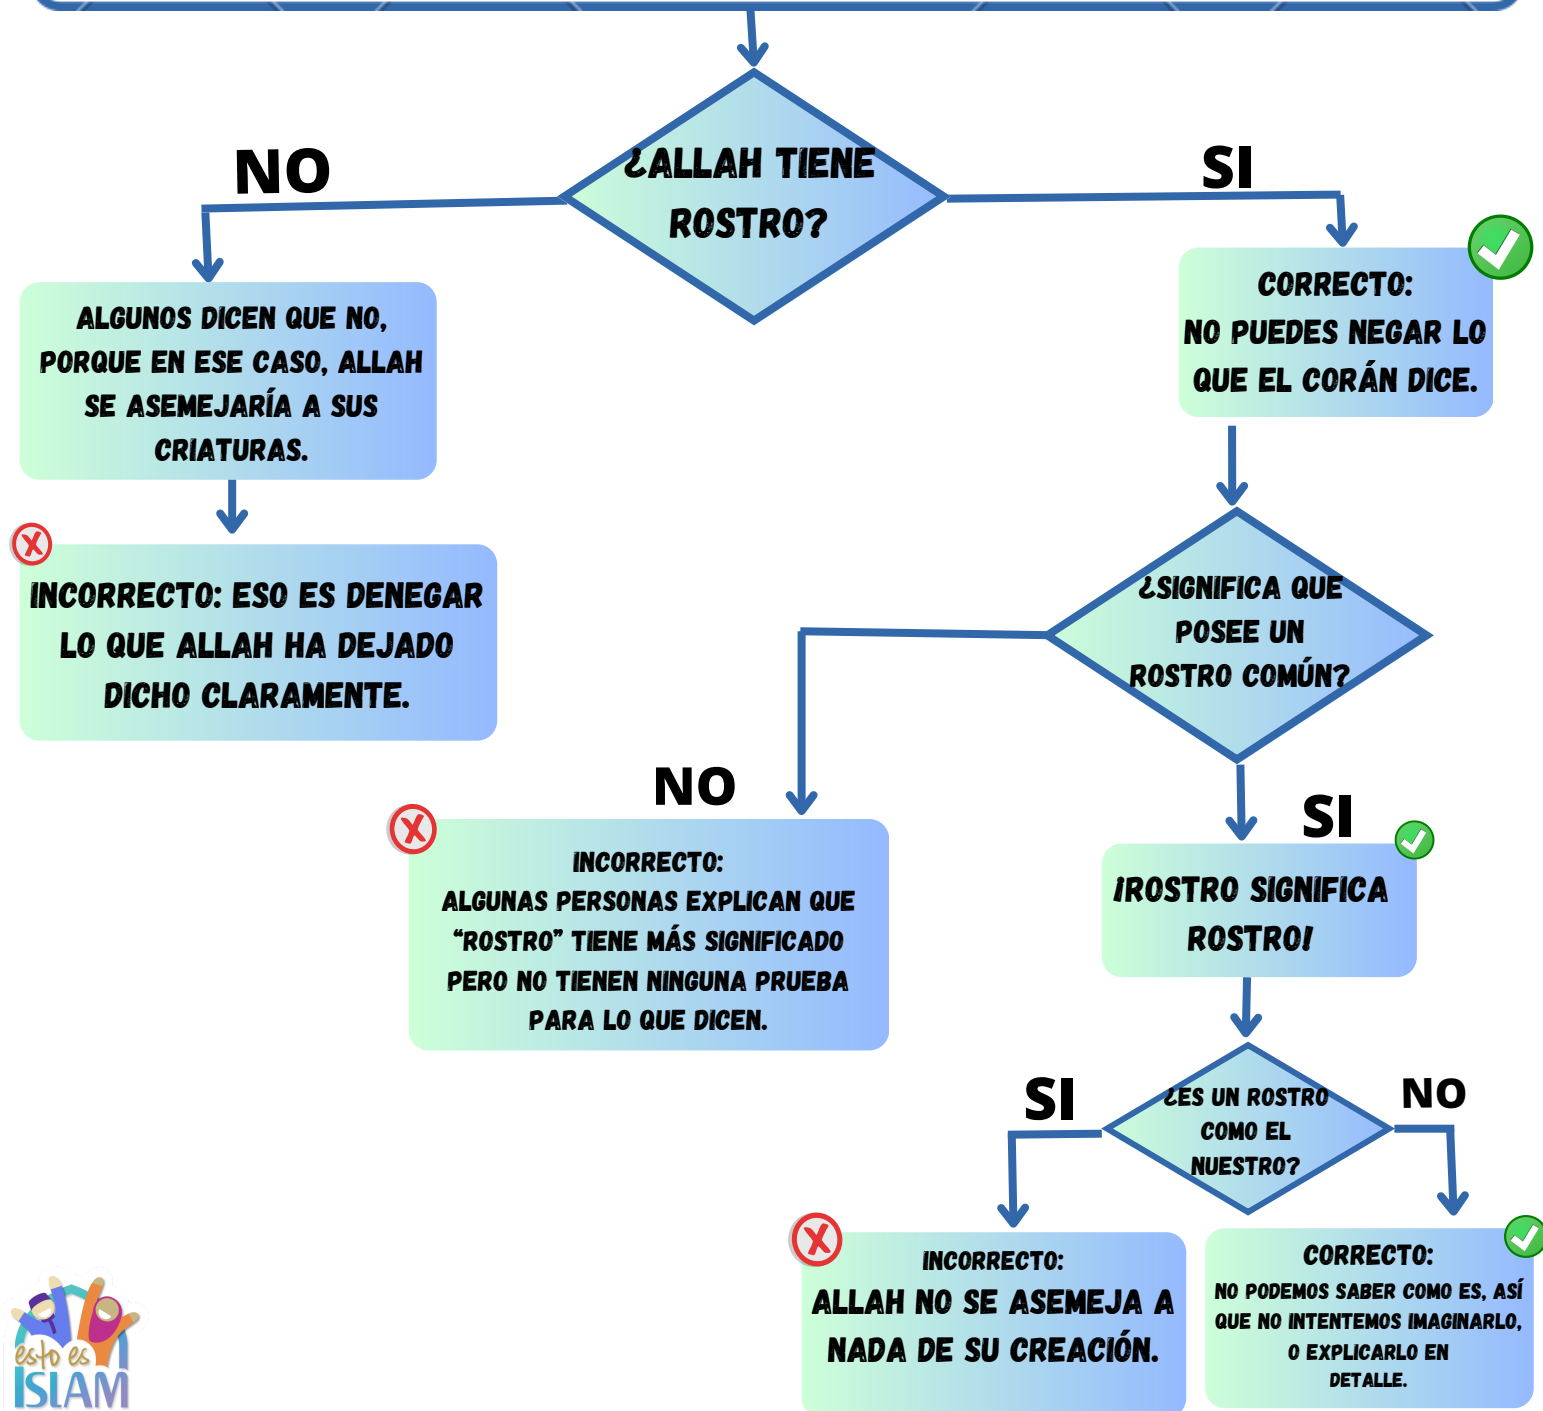 ¿ALLAH TIENE
ROSTRO?
NO
SI
ALGUNOS DICEN QUE NO,
PORQUE EN ESE CASO, ALLAH
SE ASEMEJARÍA A SUS
CRIATURAS.
INCORRECTO: ESO ES DENEGAR
LO QUE ALLAH HA DEJADO
DICHO CLARAMENTE.
CORRECTO:
NO PUEDES NEGAR LO
QUE EL CORÁN DICE.
¿SIGNIFICA QUE
POSEE UN
ROSTRO COMÚN?
NO
INCORRECTO:
ALGUNAS PERSONAS EXPLICAN QUE
“ROSTRO” TIENE MÁS SIGNIFICADO
PERO NO TIENEN NINGUNA PRUEBA
PARA LO QUE DICEN.
SI
¡ROSTRO SIGNIFICA
ROSTRO!
¿ES UN ROSTRO
COMO EL
NUESTRO?
SI
NO
INCORRECTO:
ALLAH NO SE ASEMEJA A
NADA DE SU CREACIÓN.
CORRECTO:
NO PODEMOS SABER COMO ES, ASÍ
QUE NO INTENTEMOS IMAGINARLO,
O EXPLICARLO EN
DETALLE.
esto es
ISLAM